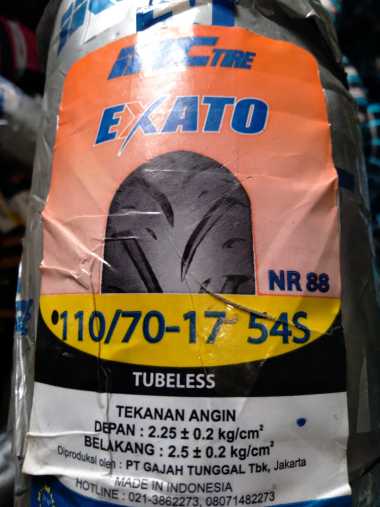 IRC TIRE
EXATO
NR 88
110/70-17 54S
TUBELESS
TEKANAN ANGIN
DEPAN : 2.25 ± 0.2 kg/cm²
BELAKANG : 2.5 ± 0.2 kg/cm²
Diproduksi oleh : PT GAJAH TUNGGAL Tbk, Jakarta
MADE IN INDONESIA
HOTLINE : 021-3862273, 08071482273